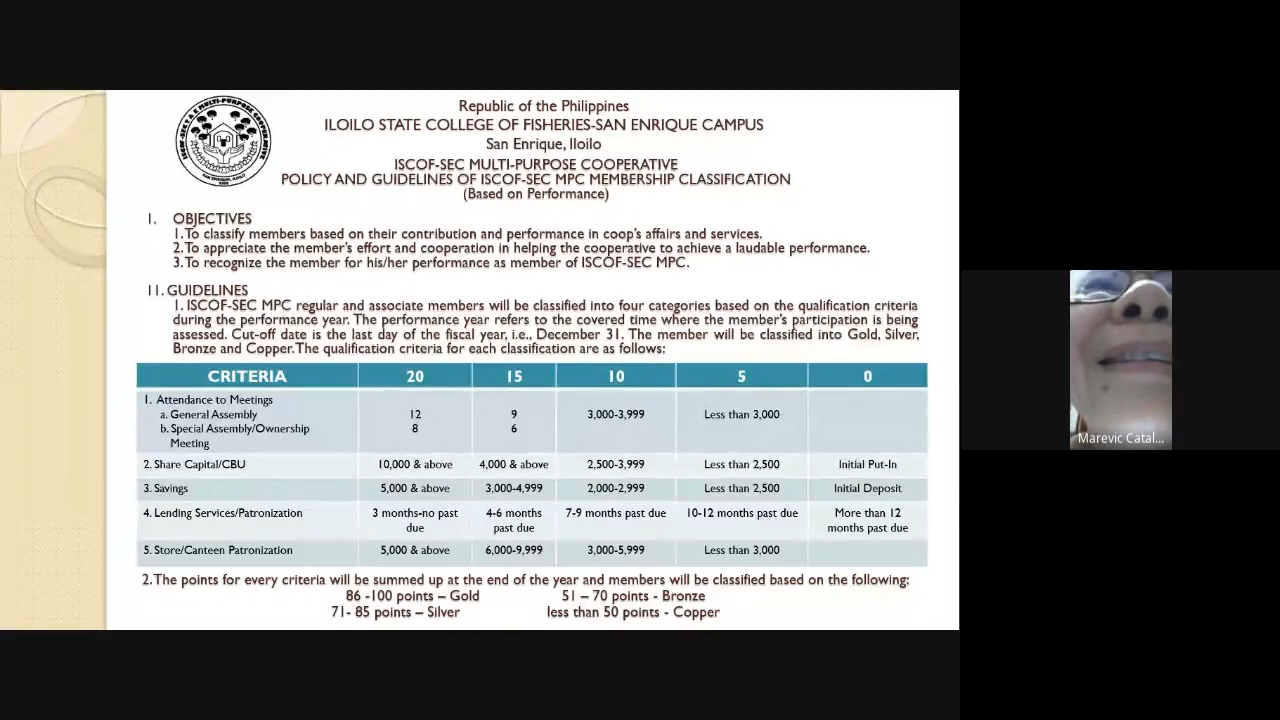 Republic of the Philippines
ILOILO STATE COLLEGE OF FISHERIES-SAN ENRIQUE CAMPUS
San Enrique, Iloilo
ISCOF-SEC MULTI-PURPOSE COOPERATIVE
POLICY AND GUIDELINES OF ISCOF-SEC MPC MEMBERSHIP CLASSIFICATION
(Based on Performance)
1. OBJECTIVES
1. To classify members based on their contribution and performance in coop's affairs and services.
2. To appreciate the member's effort and cooperation in helping the cooperative to achieve a laudable performance.
3. To recognize the member for his/her performance as member of ISCOF-SEC MPC.
11. GUIDELINES
1. ISCOF-SEC MPC regular and associate members will be classified into four categories based on the qualification criteria
during the performance year. The performance year refers to the covered time where the member's participation is being
assessed. Cut-off date is the last day of the fiscal year, i.e., December 31. The member will be classified into Gold, Silver,
Bronze and Copper. The qualification criteria for each classification are as follows:
CRITERIA 20 15 10 5 0
1. Attendance to Meetings
a. General Assembly 12 9 3,000-3,999 Less than 3,000
b. Special Assembly/Ownership 8 6
Meeting
2. Share Capital/CBU 10,000 & above 4,000 & above 2,500-3,999 Less than 2,500 Initial Put-In
3. Savings 5,000 & above 3,000-4,999 2,000-2,999 Less than 2,500 Initial Deposit
4. Lending Services/Patronization 3 months-no past 4-6 months 7-9 months past due 10-12 months past due More than 12
due past due months past due
5. Store/Canteen Patronization 5,000 & above 6,000-9,999 3,000-5,999 Less than 3,000
2. The points for every criteria will be summed up at the end of the year and members will be classified based on the following:
86 -100 points – Gold 51 – 70 points - Bronze
71- 85 points – Silver less than 50 points - Copper
Marevic Catal...